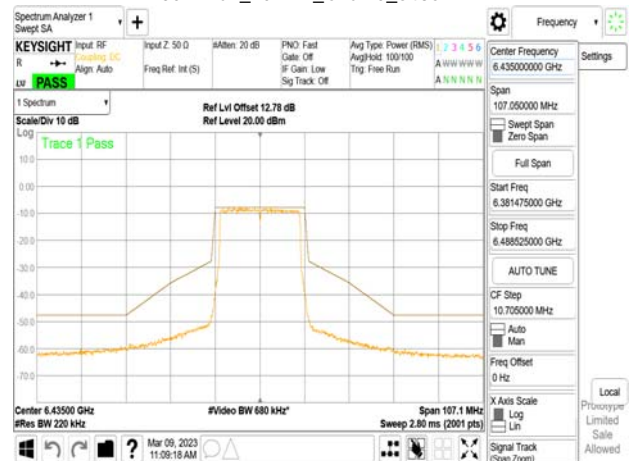 Spectrum Analyzer 1
Swept SA
Frequency
KEYSIGHT
R
LVI
PASS
Input: RF
Coupling: DC
Align: Auto
Input Z: 50 Ω
Freq Ref: Int (S)
#Atten: 20 dB
PNO: Fast
Gate: Off
IF Gain: Low
Sig Track: Off
Avg Type: Power (RMS)
Avg|Hold: 100/100
Trig: Free Run
1 2 3 4 5 6
A W W W W W
A N N N N N
1 Spectrum
Scale/Div 10 dB
Ref Lvl Offset 12.78 dB
Ref Level 20.00 dBm
Log
Trace 1 Pass
10.0
0.00
-10.0
-20.0
-30.0
-40.0
-50.0
-60.0
-70.0
Center 6.43500 GHz
#Res BW 220 kHz
#Video BW 680 kHz*
Span 107.1 MHz
Sweep 2.80 ms (2001 pts)
Mar 09, 2023
11:09:18 AM
Center Frequency
6.435000000 GHz
Span
107.050000 MHz
Swept Span
Zero Span
Full Span
Start Freq
6.381475000 GHz
Stop Freq
6.488525000 GHz
AUTO TUNE
CF Step
10.705000 MHz
Auto
Man
Freq Offset
0 Hz
X Axis Scale
Log
Lin
Signal Track
(Span Zoom)
Settings
Local
Prototype
Limited
Sale
Allowed